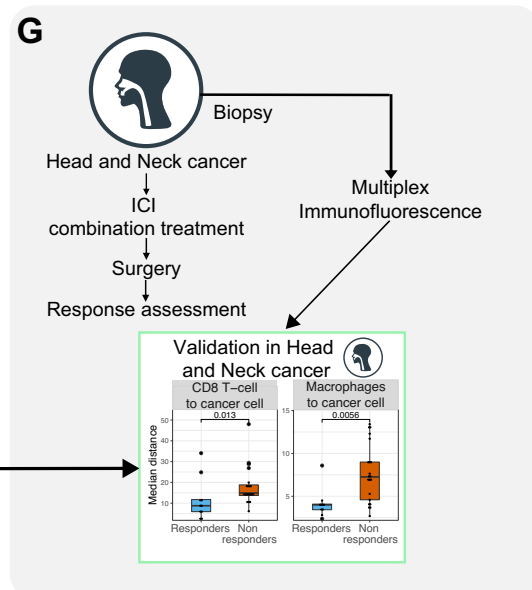 G
Biopsy
Head and Neck cancer
ICI
combination treatment
Surgery
Response assessment
Multiplex
Immunofluorescence
Validation in Head
and Neck cancer
CD8 T−cell
to cancer cell
Macrophages
to cancer cell
Median distance
50
40
30
20
10
0.013
Responders
Non
responders
15
10
5
0.0056
Responders
Non
responders